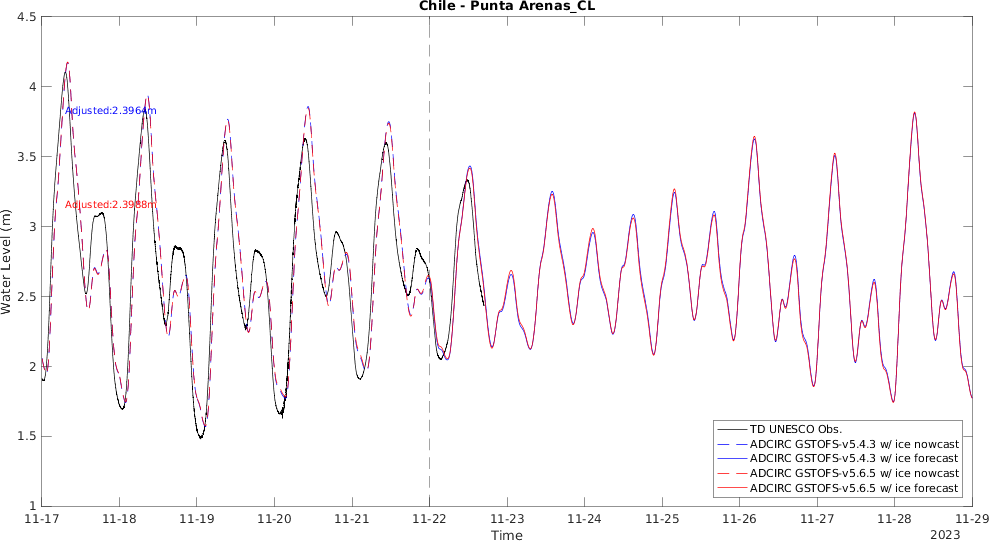 Chile - Punta Arenas_CL
4.5
4
3.5
3
2.5
2
1.5
1
Water Level (m)
Adjusted:2.3964m
Adjusted:2.3988m
TD UNESCO Obs.
ADCIRC GSTOFS-v5.4.3 w/ ice nowcast
ADCIRC GSTOFS-v5.4.3 w/ ice forecast
ADCIRC GSTOFS-v5.6.5 w/ ice nowcast
ADCIRC GSTOFS-v5.6.5 w/ ice forecast
11-17 11-18 11-19 11-20 11-21 11-22 11-23 11-24 11-25 11-26 11-27 11-28 11-29
Time
2023